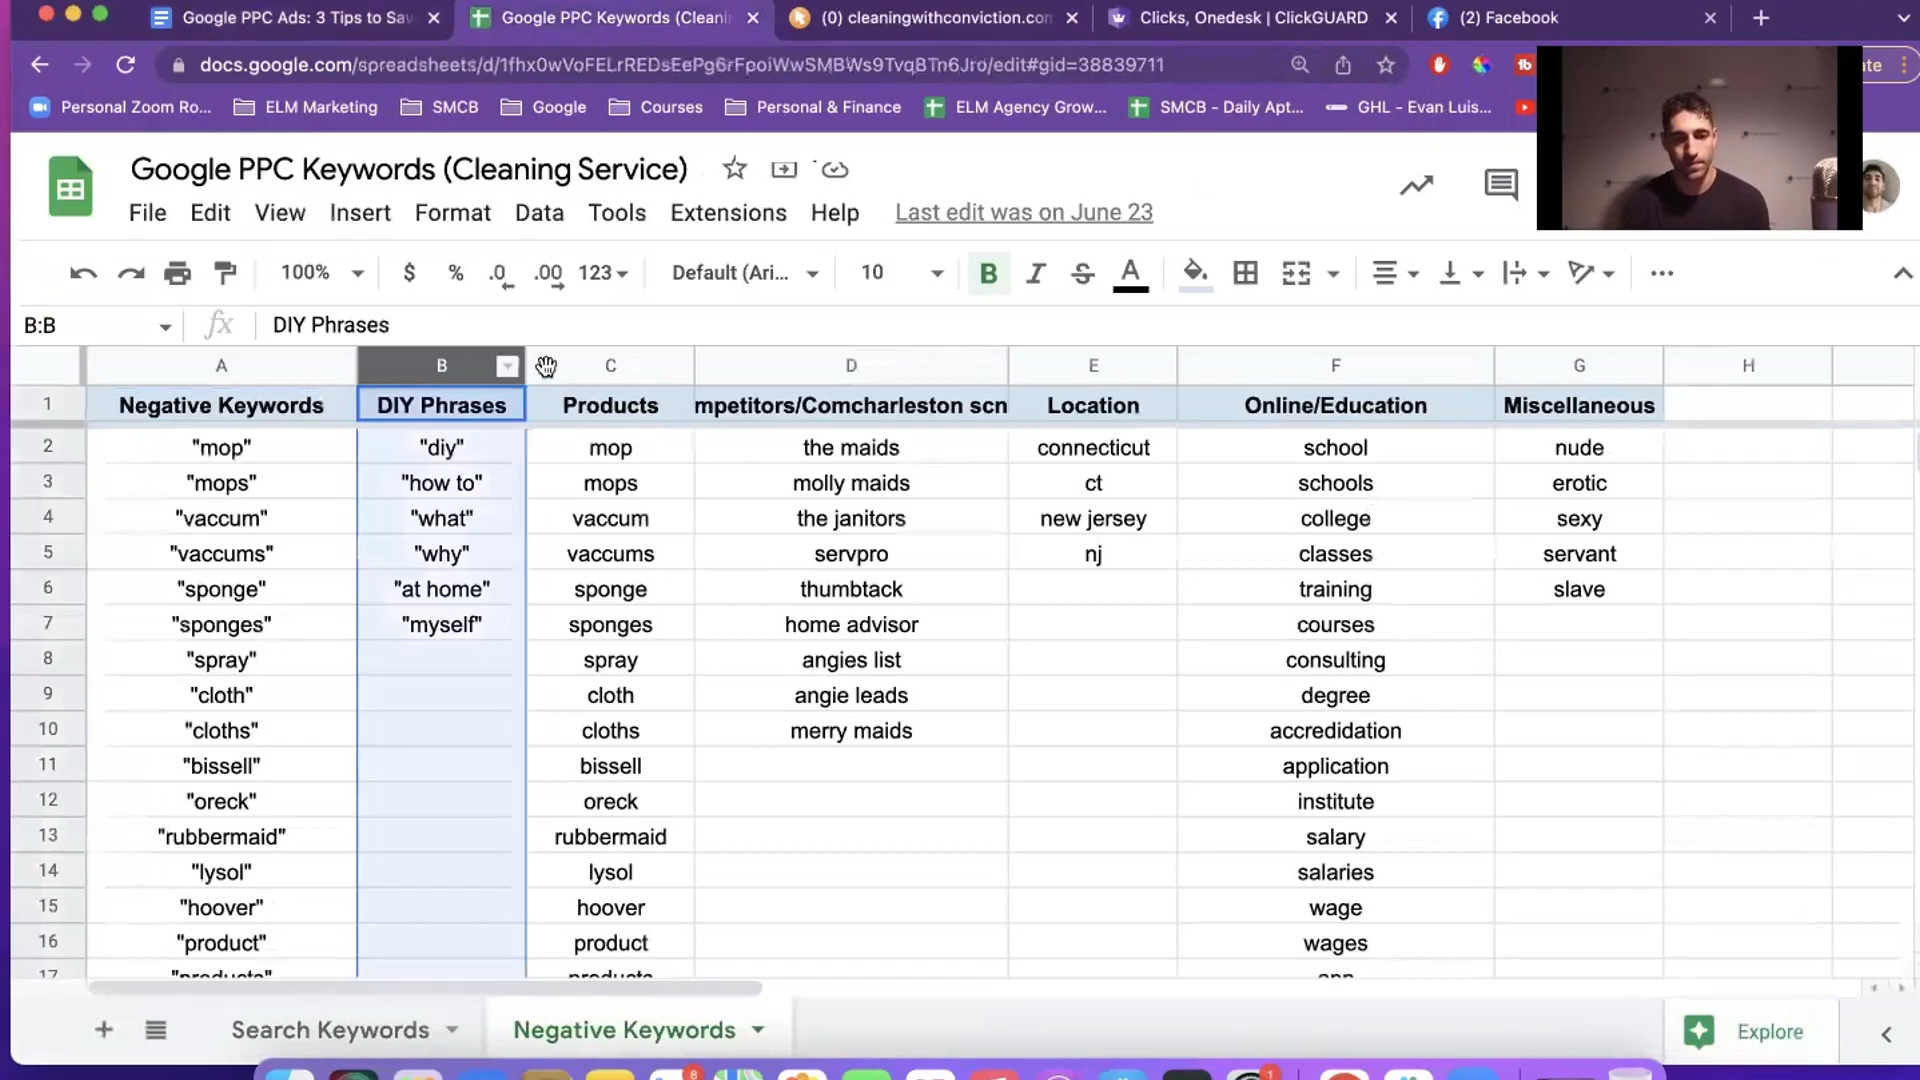 Google PPC Ads: 3 Tips to Sav
Google PPC Keywords (Cleani
(0) cleaningwithconviction.com
Clicks, Onedesk | ClickGUARD
(2) Facebook
docs.google.com/spreadsheets/d/1fhx0wVoFELrREDsEePg6rFpoiWwSMBWs9TvqBTn6Jro/edit#gid=38839711
Personal Zoom Ro...
ELM Marketing
SMCB
Google
Courses
Personal & Finance
ELM Agency Grow...
SMCB - Daily Apt...
GHL - Evan Luis...
Google PPC Keywords (Cleaning Service)
File Edit View Insert Format Data Tools Extensions Help Last edit was on June 23
100% $ % .0 .00 123 Default (Ari... 10 B I S A
B:B fx DIY Phrases
A B C D E F G H
1 Negative Keywords DIY Phrases Products mpetitors/Comcharleston scn Location Online/Education Miscellaneous
2 "mop" "diy" mop the maids connecticut school nude
3 "mops" "how to" mops molly maids ct schools erotic
4 "vaccum" "what" vaccum the janitors new jersey college sexy
5 "vaccums" "why" vaccums servpro nj classes servant
6 "sponge" "at home" sponge thumbtack training slave
7 "sponges" "myself" sponges home advisor courses
8 "spray" spray angies list consulting
9 "cloth" cloth angie leads degree
10 "cloths" cloths merry maids accredidation
11 "bissell" bissell application
12 "oreck" oreck institute
13 "rubbermaid" rubbermaid salary
14 "lysol" lysol salaries
15 "hoover" hoover wage
16 "product" product wages
17 "products" products
Search Keywords
Negative Keywords
Explore